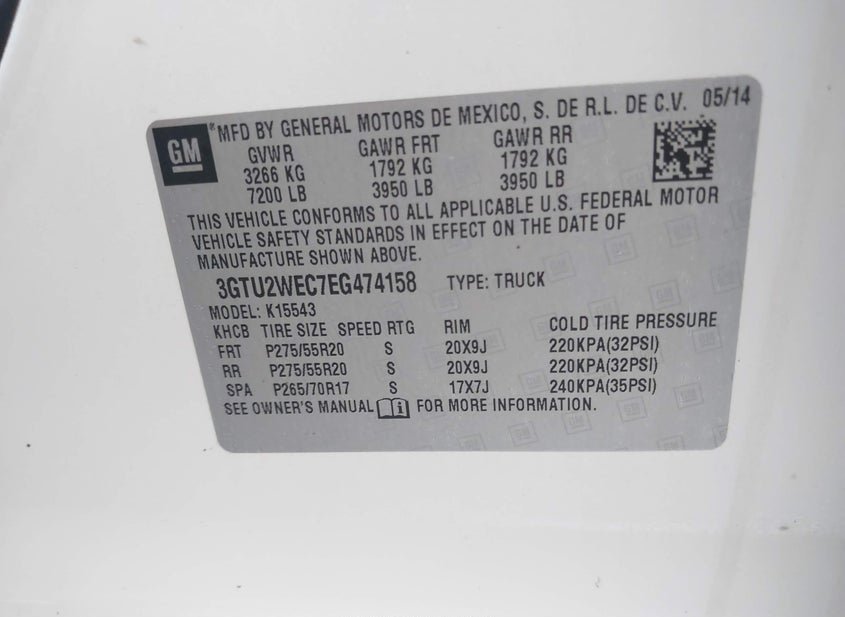 GM
*MFD BY GENERAL MOTORS DE MEXICO, S. DE R.L. DE C.V. 05/14
GVWR GAWR FRT GAWR RR
3266 KG 1792 KG 1792 KG
7200 LB 3950 LB 3950 LB
THIS VEHICLE CONFORMS TO ALL APPLICABLE U.S. FEDERAL MOTOR
VEHICLE SAFETY STANDARDS IN EFFECT ON THE DATE OF
MANUFACTURE SHOWN ABOVE.
3GTU2WEC7EG474158 TYPE: TRUCK
MODEL: K15543
KHCB TIRE SIZE SPEED RTG RIM COLD TIRE PRESSURE
FRT P275/55R20 S 20X9J 220KPA(32PSI)
RR P275/55R20 S 20X9J 220KPA(32PSI)
SPA P265/70R17 S 17X7J 240KPA(35PSI)
SEE OWNER'S MANUAL FOR MORE INFORMATION.